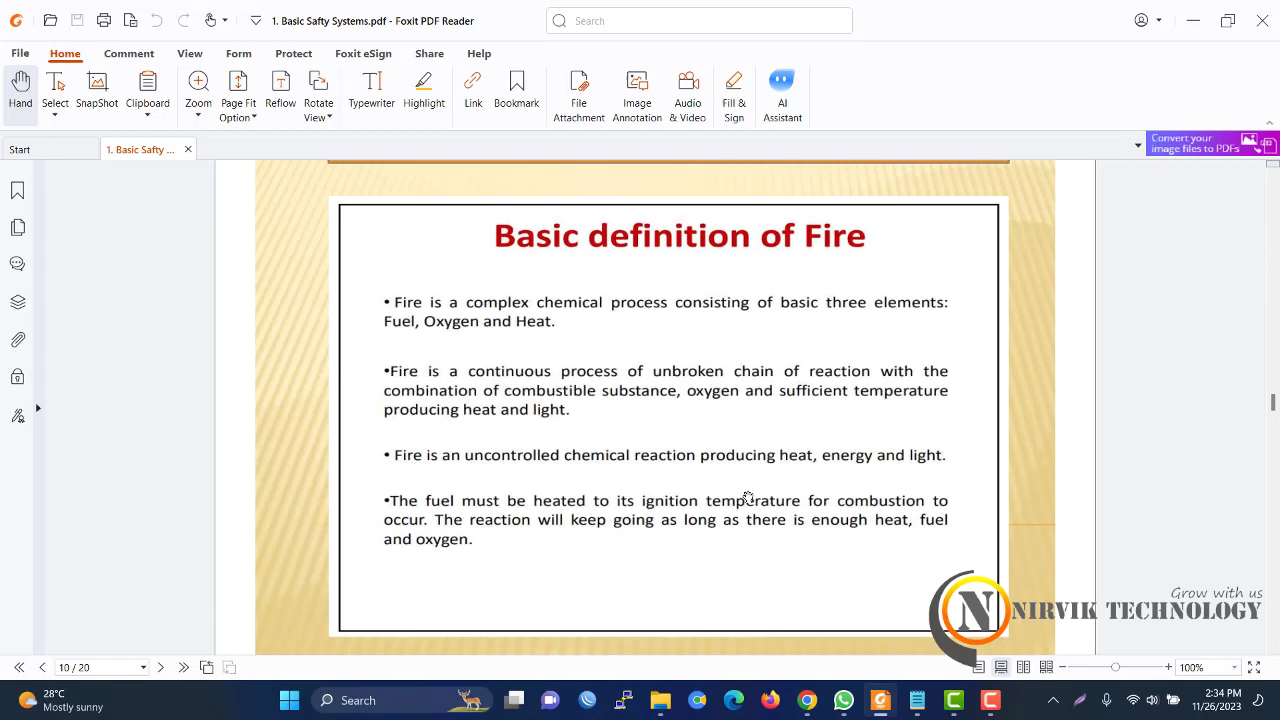 1. Basic Safty Systems.pdf - Foxit PDF Reader
Search
File
Home
Comment
View
Form
Protect
Foxit eSign
Share
Help
Hand
Select
SnapShot
Clipboard
Zoom
Page Fit
Option
Reflow
Rotate
View
Typewriter
Highlight
Link
Bookmark
File
Attachment
Image
Annotation
Audio
& Video
Fill &
Sign
AI
Assistant
Start
1. Basic Safty ...
Convert your
image files to PDFs
Basic definition of Fire
• Fire is a complex chemical process consisting of basic three elements:
Fuel, Oxygen and Heat.
•Fire is a continuous process of unbroken chain of reaction with the
combination of combustible substance, oxygen and sufficient temperature
producing heat and light.
• Fire is an uncontrolled chemical reaction producing heat, energy and light.
•The fuel must be heated to its ignition temperature for combustion to
occur. The reaction will keep going as long as there is enough heat, fuel
and oxygen.
N
Grow with us
NIRVIK TECHNOLOGY
10 / 20
100%
28°C
Mostly sunny
Search
2:34 PM
11/26/2023